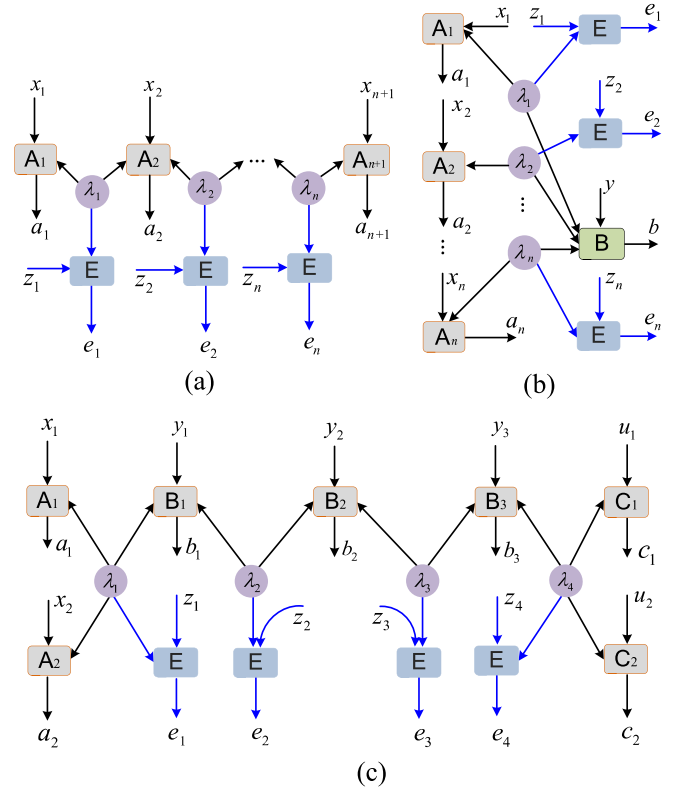 x₁ x₂ xₙ₊₁
A₁ A₂ ... Aₙ₊₁
λ₁ λ₂ λₙ
a₁ a₂ aₙ₊₁
z₁ E z₂ E zₙ E
e₁ e₂ eₙ
(a)
A₁ x₁ z₁ E e₁
a₁ λ₁
x₂ z₂
E e₂
A₂ λ₂
a₂ ⋮ y
⋮ B b
xₙ λₙ zₙ
Aₙ aₙ E eₙ
(b)
x₁ y₁ y₂ y₃ u₁
A₁ B₁ B₂ B₃ C₁
a₁ b₁ b₂ b₃ c₁
λ₁ λ₂ λ₃ λ₄
x₂ z₁ z₂ z₃ z₄ u₂
A₂ E E E E C₂
a₂ e₁ e₂ e₃ e₄ c₂
(c)